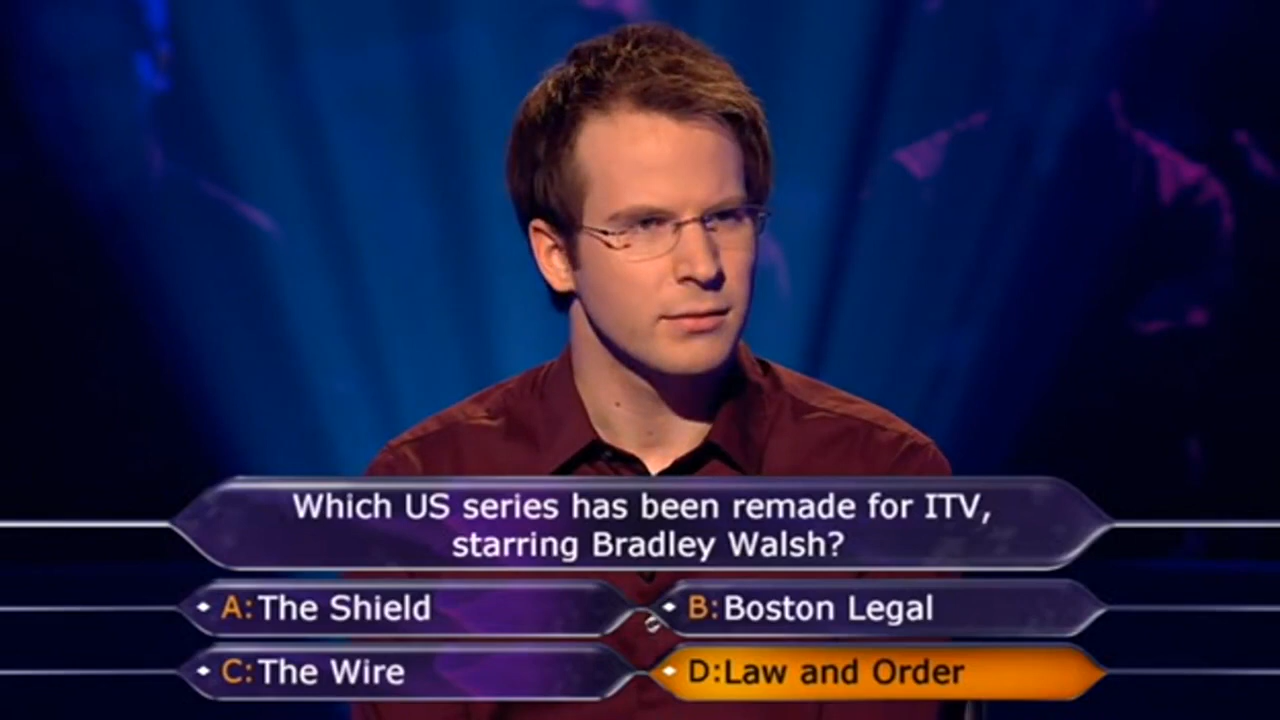 Which US series has been remade for ITV,
starring Bradley Walsh?
A: The Shield
B: Boston Legal
C: The Wire
D: Law and Order